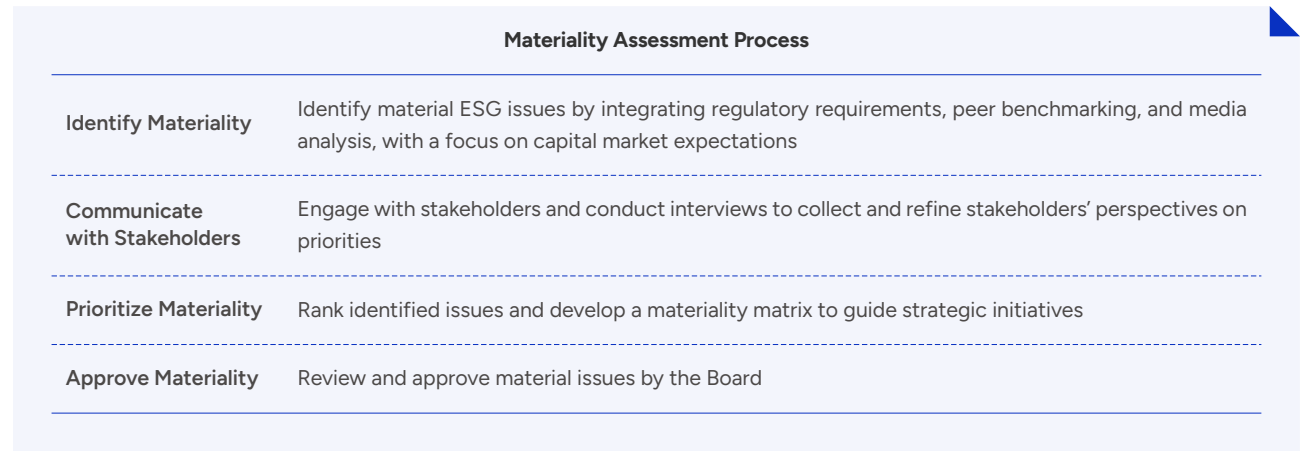 Materiality Assessment Process
Identify Materiality
Identify material ESG issues by integrating regulatory requirements, peer benchmarking, and media
analysis, with a focus on capital market expectations
Communicate
with Stakeholders
Engage with stakeholders and conduct interviews to collect and refine stakeholders’ perspectives on
priorities
Prioritize Materiality
Rank identified issues and develop a materiality matrix to guide strategic initiatives
Approve Materiality
Review and approve material issues by the Board